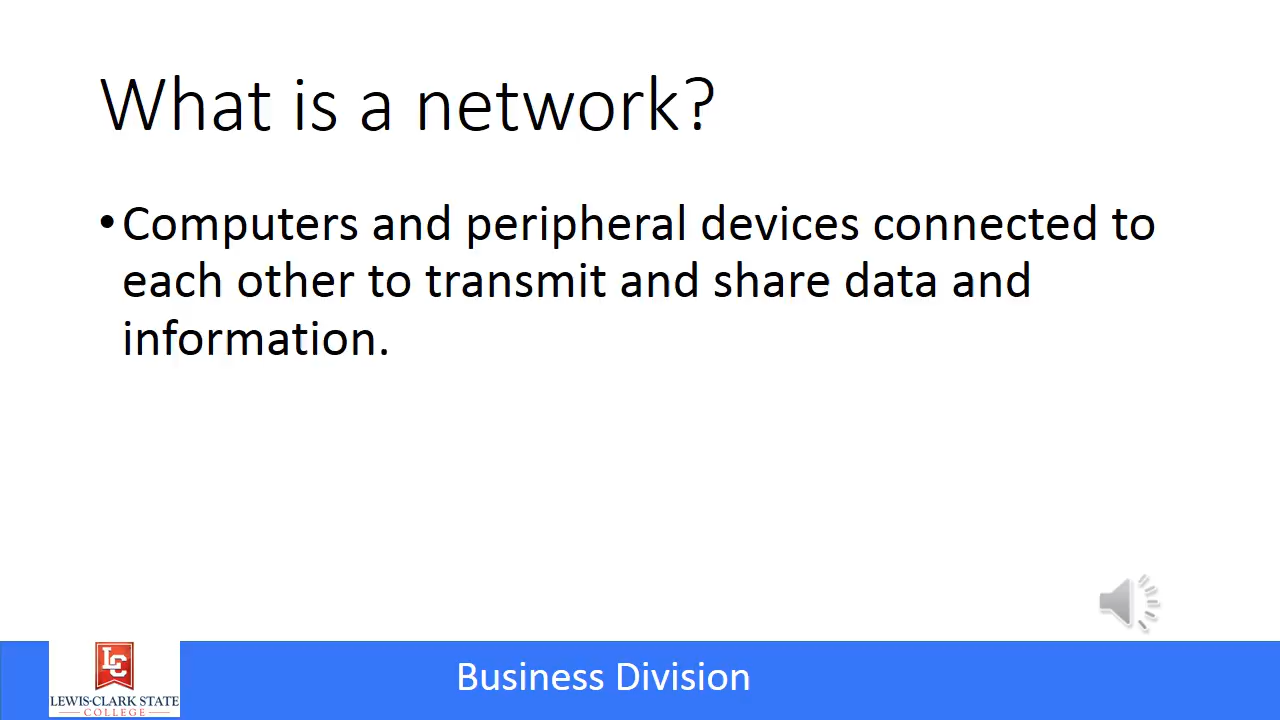 What is a network?
•Computers and peripheral devices connected to
each other to transmit and share data and
information.
LC
LEWIS-CLARK STATE
COLLEGE
Business Division